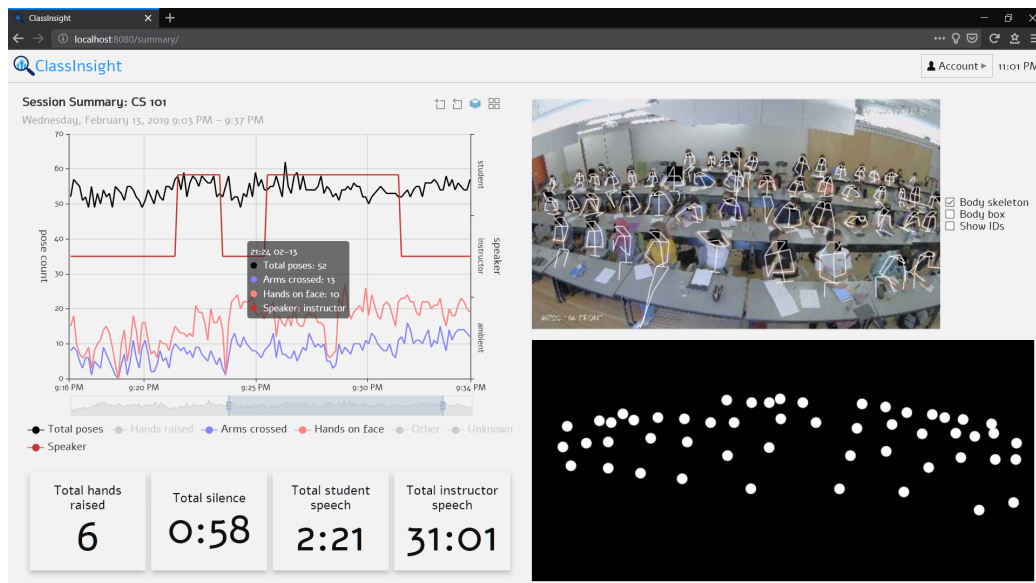 ClassInsight
localhost:8080/summary/
ClassInsight
Account
11:01 PM
Session Summary: CS 101
Wednesday, February 13, 2019 9:03 PM - 9:37 PM
70
60
50
40
30
20
10
0
pose count
student
instructor
ambient
speaker
21:24 02-13
Total poses: 52
Arms crossed: 13
Hands on face: 10
Speaker: instructor
9:16 PM
9:20 PM
9:25 PM
9:30 PM
9:34 PM
Total poses
Hands raised
Arms crossed
Hands on face
Other
Unknown
Speaker
Total hands
raised
6
Total silence
0:58
Total student
speech
2:21
Total instructor
speech
31:01
Body skeleton
Body box
Show IDs
FRONT